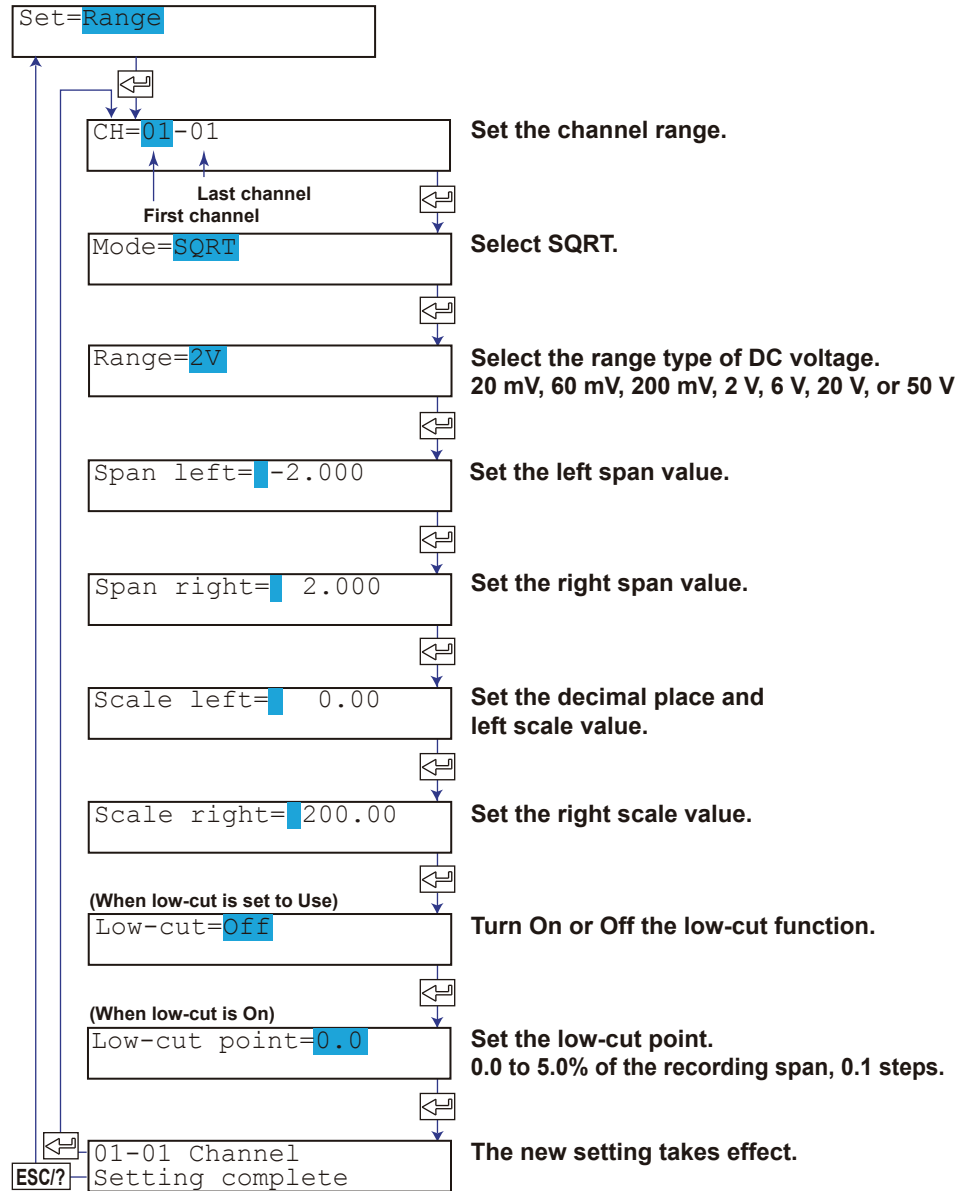 Set=Range
CH=01-01
Set the channel range.
Last channel
First channel
Mode=SQRT
Select SQRT.
Range=2V
Select the range type of DC voltage.
20 mV, 60 mV, 200 mV, 2 V, 6 V, 20 V, or 50 V
Span left= -2.000
Set the left span value.
Span right= 2.000
Set the right span value.
Scale left= 0.00
Set the decimal place and
left scale value.
Scale right= 200.00
Set the right scale value.
(When low-cut is set to Use)
Low-cut=Off
Turn On or Off the low-cut function.
(When low-cut is On)
Low-cut point=0.0
Set the low-cut point.
0.0 to 5.0% of the recording span, 0.1 steps.
01-01 Channel
The new setting takes effect.
ESC/?
Setting complete